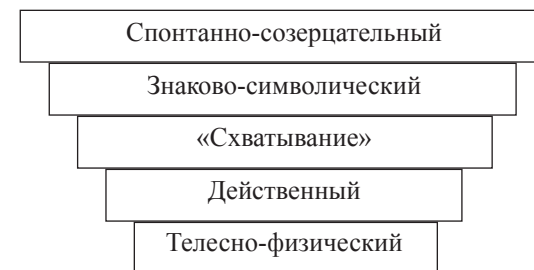 Спонтанно-созерцательный
Знаково-символический
«Схватывание»
Действенный
Телесно-физический